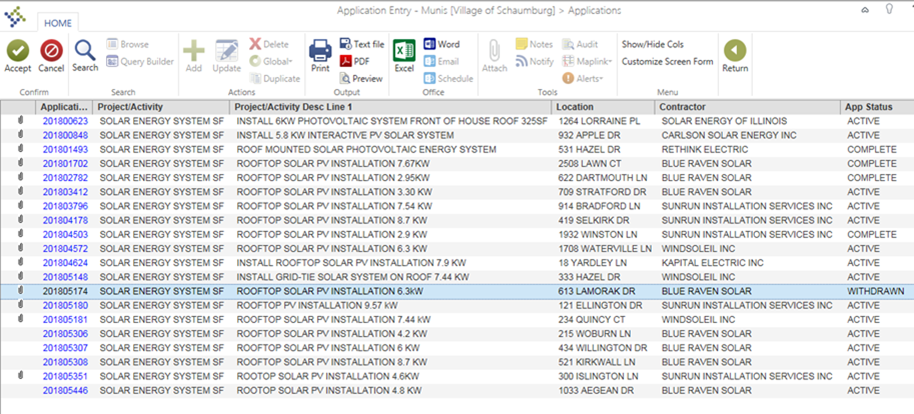 Application Entry - Munis [Village of Schaumburg] > Applications
HOME
Accept Cancel Search Browse Query Builder Add Update Delete Global Duplicate Print Text file PDF Preview Excel Word Email Schedule Attach Notes Notify Audit Maplink Alerts Show/Hide Cols Customize Screen Form Return
Confirm Search Actions Output Office Tools Menu
Applicati... Project/Activity Project/Activity Desc Line 1 Location Contractor App Status
201800623 SOLAR ENERGY SYSTEM SF INSTALL 6KW PHOTOVOLTAIC SYSTEM FRONT OF HOUSE ROOF 325SF 1264 LORRAINE PL SOLAR ENERGY OF ILLINOIS ACTIVE
201800848 SOLAR ENERGY SYSTEM SF INSTALL 5.8 KW INTERACTIVE PV SOLAR SYSTEM 932 APPLE DR CARLSON SOLAR ENERGY INC ACTIVE
201801493 SOLAR ENERGY SYSTEM SF ROOF MOUNTED SOLAR PHOTOVOLTAIC ENERGY SYSTEM 531 HAZEL DR RETHINK ELECTRIC COMPLETE
201801702 SOLAR ENERGY SYSTEM SF ROOFTOP SOLAR PV INSTALLATION 7.67KW 2508 LAWN CT BLUE RAVEN SOLAR COMPLETE
201802782 SOLAR ENERGY SYSTEM SF ROOFTOP SOLAR PV INSTALLATION 2.95KW 622 DARTMOUTH LN BLUE RAVEN SOLAR COMPLETE
201803412 SOLAR ENERGY SYSTEM SF ROOFTOP SOLAR PV INSTALLATION 3.30 KW 709 STRATFORD DR BLUE RAVEN SOLAR ACTIVE
201803796 SOLAR ENERGY SYSTEM SF ROOFTOP SOLAR PV INSTALLATION 7.54 KW 914 BRADFORD LN SUNRUN INSTALLATION SERVICES INC ACTIVE
201804178 SOLAR ENERGY SYSTEM SF ROOFTOP SOLAR PV INSTALLATION 8.7 KW 419 SELKIRK DR SUNRUN INSTALLATION SERVICES INC ACTIVE
201804503 SOLAR ENERGY SYSTEM SF ROOFTOP SOLAR PV INSTALLATION 2.9 KW 1932 WINSTON LN SUNRUN INSTALLATION SERVICES INC COMPLETE
201804572 SOLAR ENERGY SYSTEM SF ROOFTOP SOLAR PV INSTALLATION 6.3 KW 1708 WATERVILLE LN WINDSOLEIL INC ACTIVE
201804624 SOLAR ENERGY SYSTEM SF INSTALL ROOFTOP SOLAR PV INSTALLATION 7.9 KW 18 YARDLEY LN KAPITAL ELECTRIC INC ACTIVE
201805148 SOLAR ENERGY SYSTEM SF INSTALL GRID-TIE SOLAR SYSTEM ON ROOF 7.44 KW 333 HAZEL DR WINDSOLEIL INC ACTIVE
201805174 SOLAR ENERGY SYSTEM SF ROOFTOP SOLAR PV INSTALLATION 6.3kW 613 LAMORAK DR BLUE RAVEN SOLAR WITHDRAWN
201805180 SOLAR ENERGY SYSTEM SF ROOFTOP PV INSTALLATION 9.57 kW 121 ELLINGTON DR SUNRUN INSTALLATION SERVICES INC ACTIVE
201805181 SOLAR ENERGY SYSTEM SF ROOFTOP SOLAR PV INSTALLATION 7.44 kW 234 QUINCY CT WINDSOLEIL INC ACTIVE
201805306 SOLAR ENERGY SYSTEM SF ROOFTOP SOLAR PV INSTALLATION 4.2 KW 215 WOBURN LN BLUE RAVEN SOLAR ACTIVE
201805307 SOLAR ENERGY SYSTEM SF ROOFTOP SOLAR PV INSTALLATION 6 KW 434 WILLINGTON DR BLUE RAVEN SOLAR ACTIVE
201805308 SOLAR ENERGY SYSTEM SF ROOFTOP SOLAR PV INSTALLATION 8.7 KW 521 KIRKWALL LN BLUE RAVEN SOLAR ACTIVE
201805351 SOLAR ENERGY SYSTEM SF ROOTOP SOLAR PV INSTALLATION 4.6KW 300 ISLINGTON LN SUNRUN INSTALLATION SERVICES INC ACTIVE
201805446 SOLAR ENERGY SYSTEM SF ROOTOP SOLAR PV INSTALLATION 4.8 KW 1033 AEGEAN DR BLUE RAVEN SOLAR ACTIVE